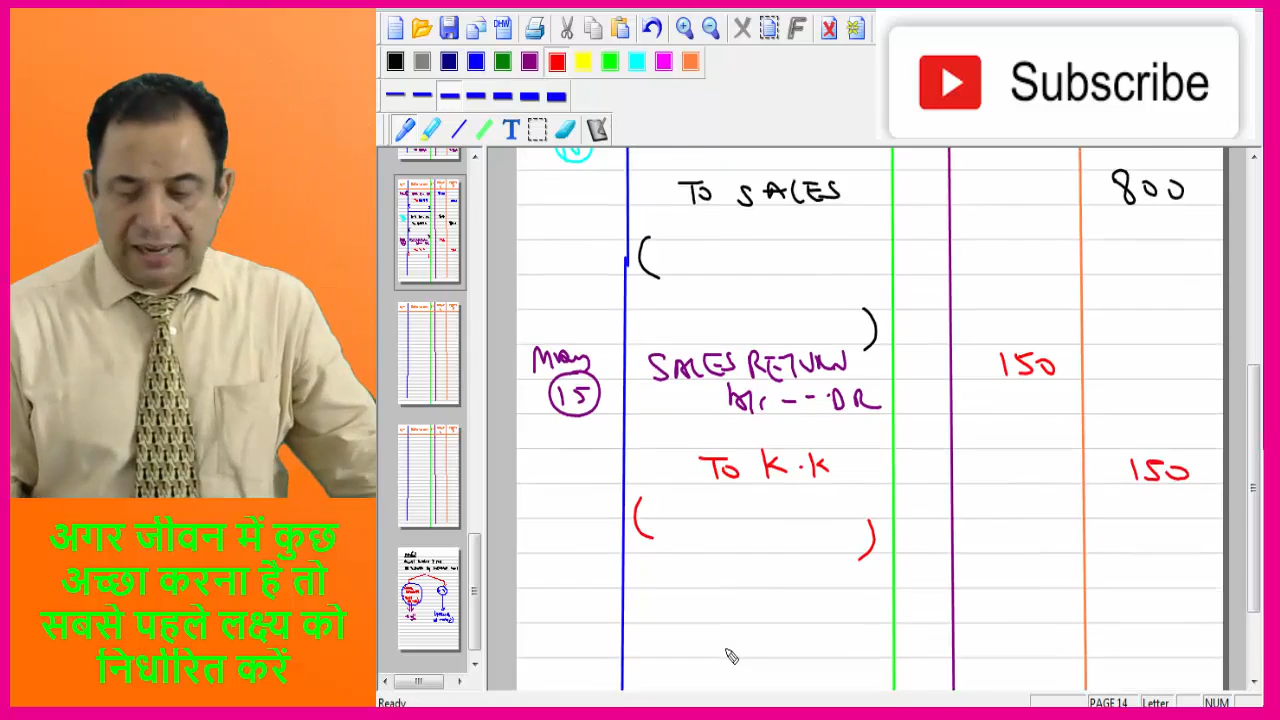 Subscribe
To SALES 800
(
)
May SALES RETURN 150
15 A/c --- DR
To K.K 150
(
)
अगर जीवन में कुछ
अच्छा करना है तो
सबसे पहले लक्ष्य को
निर्धारित करें
Ready PAGE 14 Letter NUM